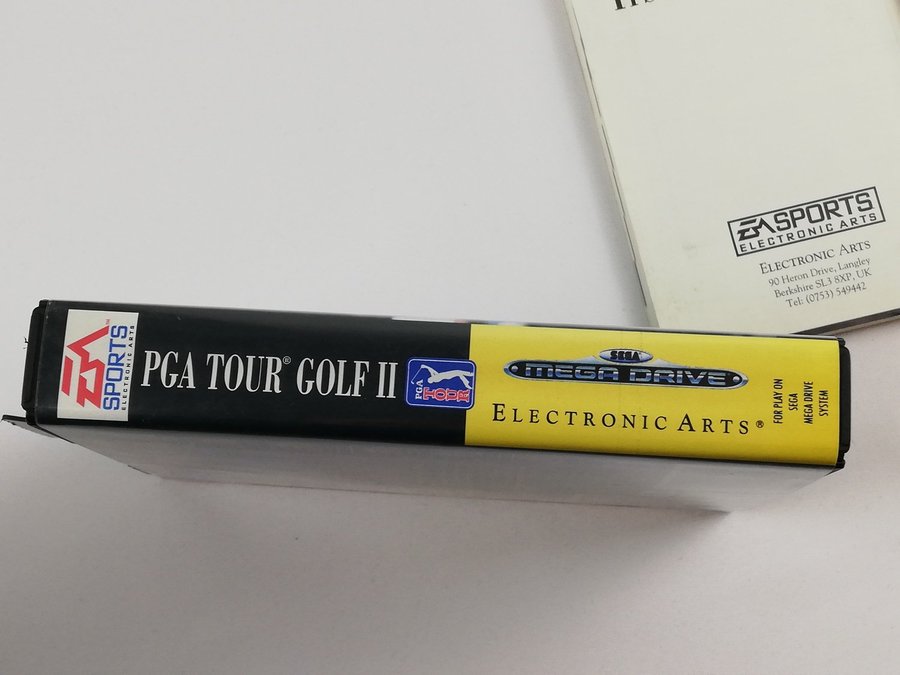 EA SPORTS
ELECTRONIC ARTS
ELECTRONIC ARTS
90 Heron Drive, Langley
Berkshire SL3 8XP, UK
Tel: (0753) 549442
EA SPORTS™
ELECTRONIC ARTS
PGA TOUR® GOLF II
PGA
TOUR
SEGA
MEGA DRIVE
ELECTRONIC ARTS®
FOR PLAY ON
SEGA
MEGA DRIVE
SYSTEM